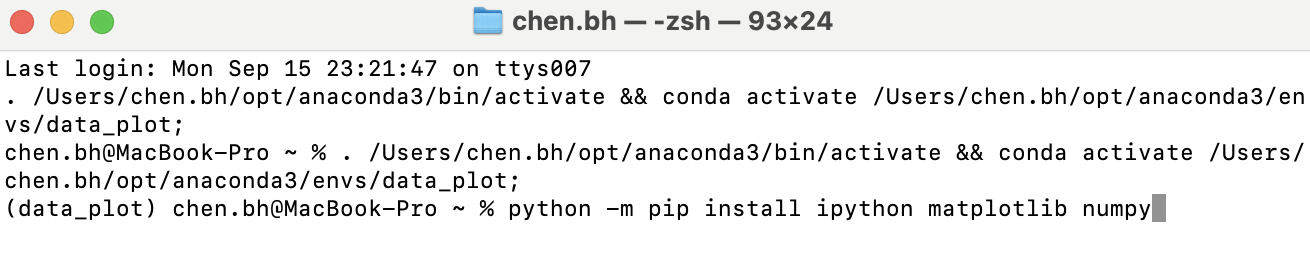 chen.bh — -zsh — 93×24
Last login: Mon Sep 15 23:21:47 on ttys007
. /Users/chen.bh/opt/anaconda3/bin/activate && conda activate /Users/chen.bh/opt/anaconda3/en
vs/data_plot;
chen.bh@MacBook-Pro ~ % . /Users/chen.bh/opt/anaconda3/bin/activate && conda activate /Users/
chen.bh/opt/anaconda3/envs/data_plot;
(data_plot) chen.bh@MacBook-Pro ~ % python -m pip install ipython matplotlib numpy